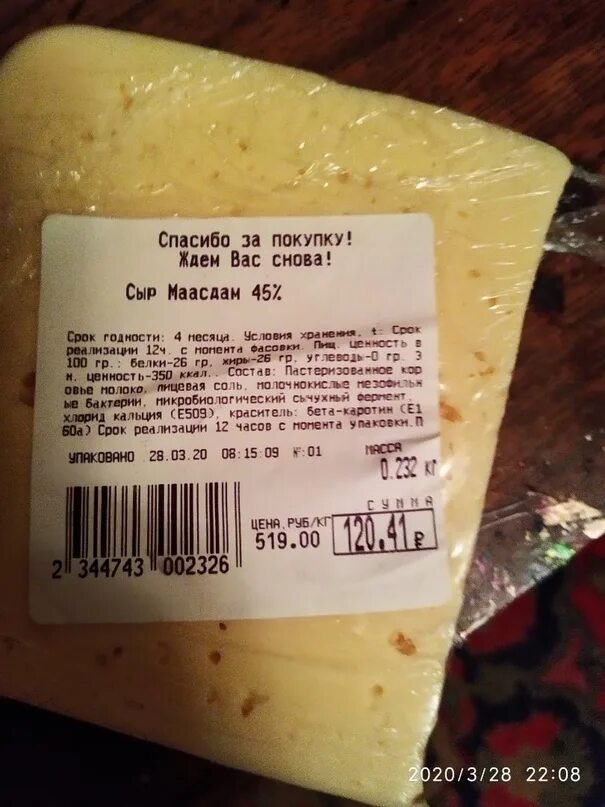 Спасибо за покупку!
Ждем Вас снова!
Сыр Маасдам 45%
Срок годности: 4 месяца. Условия хранения, t: Срок
реализации 12ч. с момента фасовки. Пищ. ценность в
100 гр.: белки-26 гр, жиры-26 гр, углеводы-0 гр. Э
н. ценность-350 ккал.. Состав: Пастеризованное кор
овье молоко, пищевая соль, молочнокислые мезофильн
ые бактерии, микробиологический сычужный фермент,
хлорид кальция (Е509), краситель: бета-каротин (Е1
60а) Срок реализации 12 часов с момента упаковки.П
УПАКОВАНО 28.03.20 06:15:09 №:01
МАССА
0.232 кг
СУММА
ЦЕНА,РУБ/КГ
519.00
120.41 ₽
2 344743 002326
2020/3/28 22:08